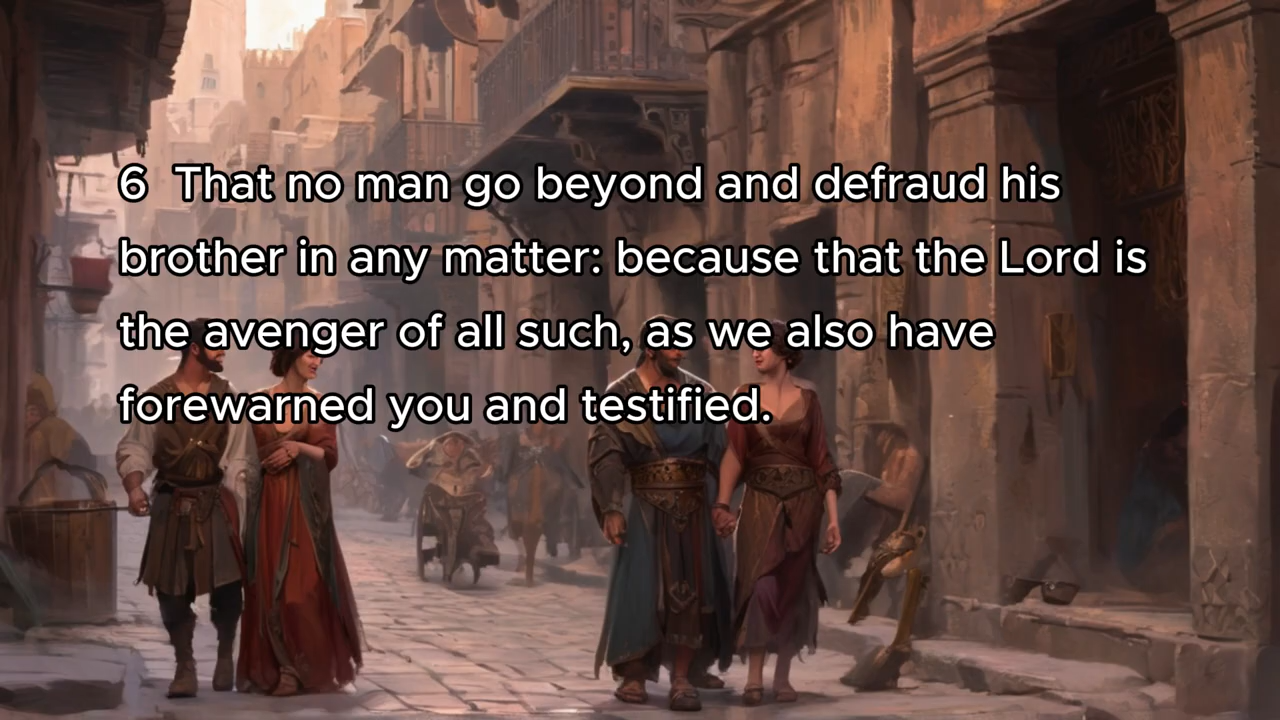 6  That no man go beyond and defraud his
brother in any matter: because that the Lord is
the avenger of all such, as we also have
forewarned you and testified.